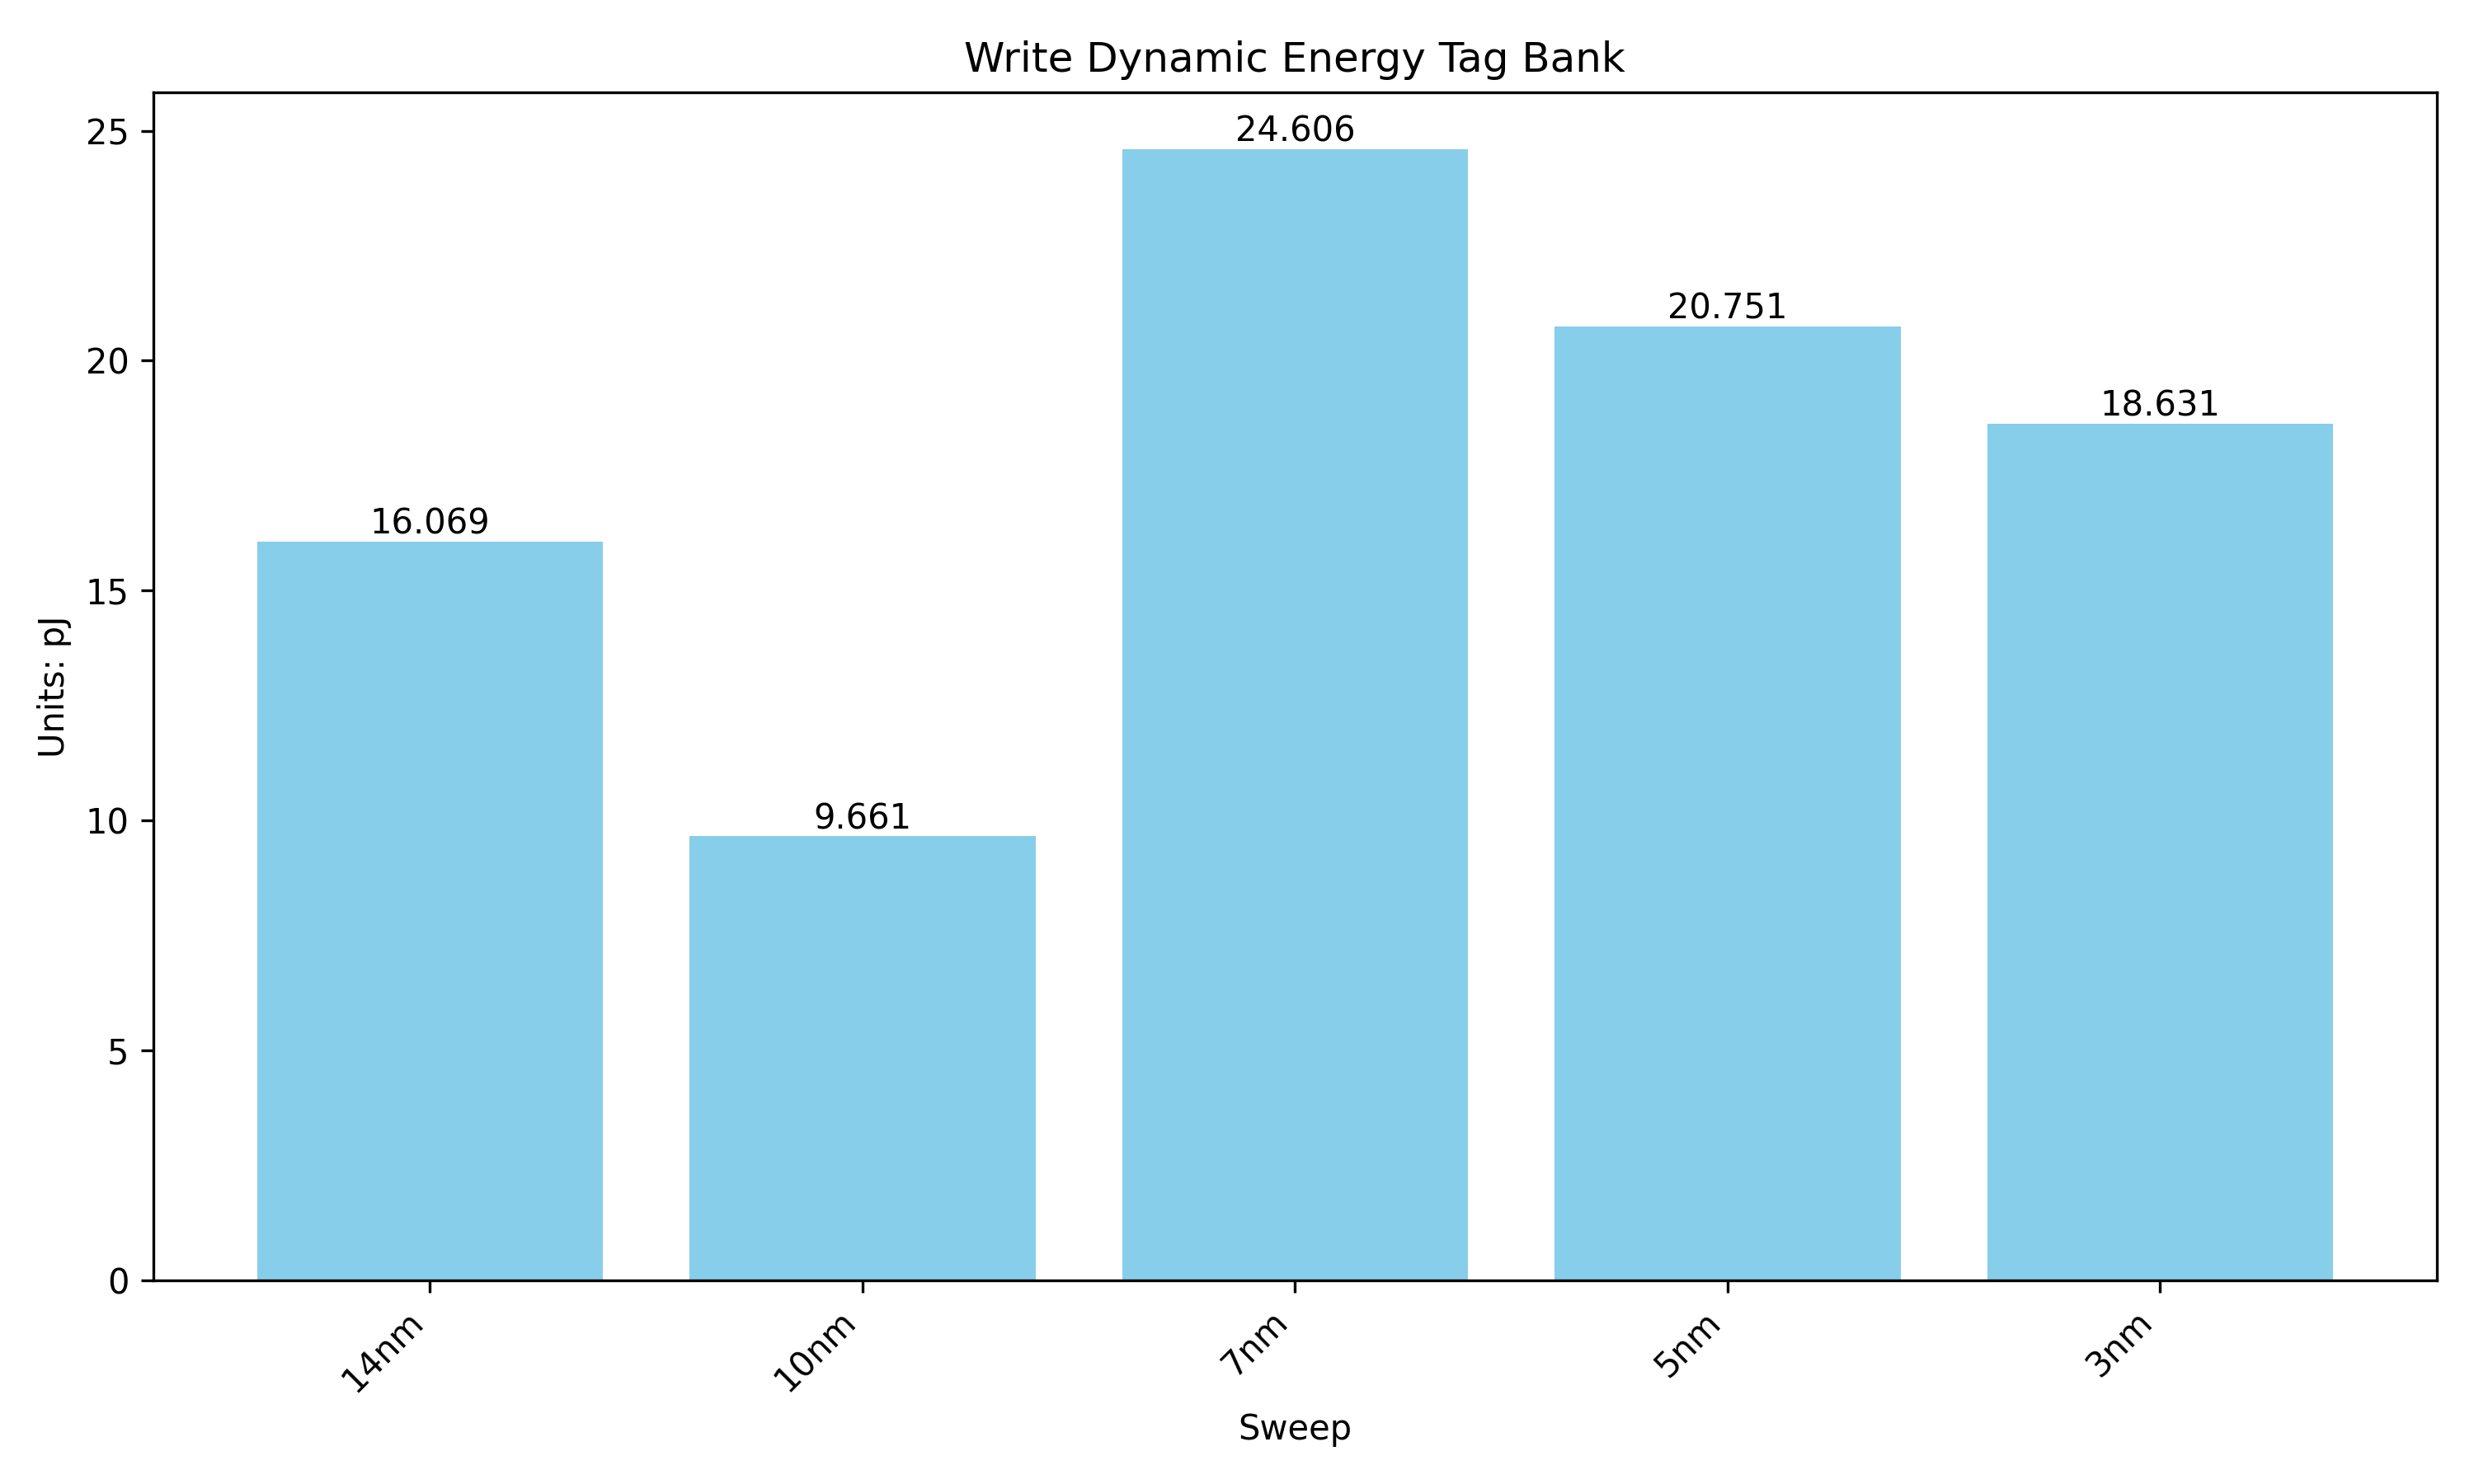 Write Dynamic Energy Tag Bank
25
20
15
10
5
0
Units: pJ
16.069
9.661
24.606
20.751
18.631
14nm
10nm
7nm
5nm
3nm
Sweep